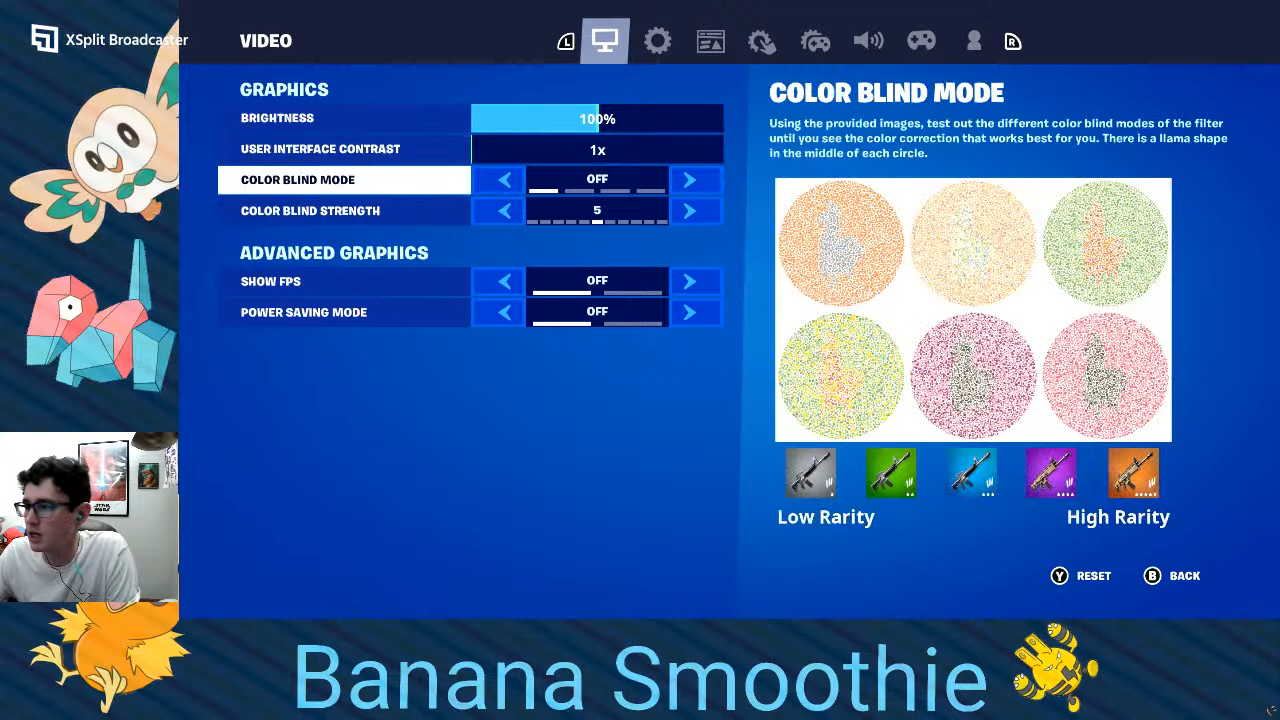 XSplit Broadcaster
VIDEO
L
R
GRAPHICS
BRIGHTNESS 100%
USER INTERFACE CONTRAST 1x
COLOR BLIND MODE OFF
COLOR BLIND STRENGTH 5
ADVANCED GRAPHICS
SHOW FPS OFF
POWER SAVING MODE OFF
COLOR BLIND MODE
Using the provided images, test out the different color blind modes of the filter
until you see the color correction that works best for you. There is a llama shape
in the middle of each circle.
Low Rarity High Rarity
Y RESET B BACK
STAR
WARS
Banana Smoothie